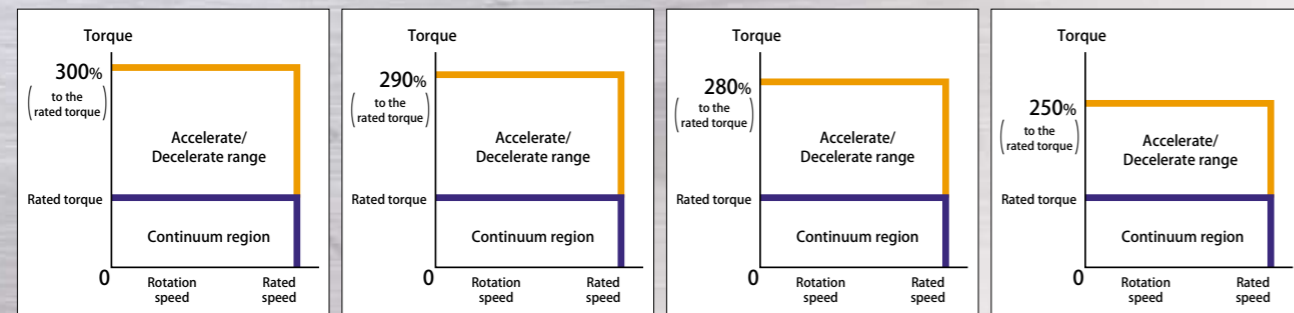 Torque
300%
to the
rated torque
Accelerate/
Decelerate range
Rated torque
Continuum region
0
Rotation
speed
Rated
speed
Torque
290%
to the
rated torque
Accelerate/
Decelerate range
Rated torque
Continuum region
0
Rotation
speed
Rated
speed
Torque
280%
to the
rated torque
Accelerate/
Decelerate range
Rated torque
Continuum region
0
Rotation
speed
Rated
speed
Torque
250%
to the
rated torque
Accelerate/
Decelerate range
Rated torque
Continuum region
0
Rotation
speed
Rated
speed